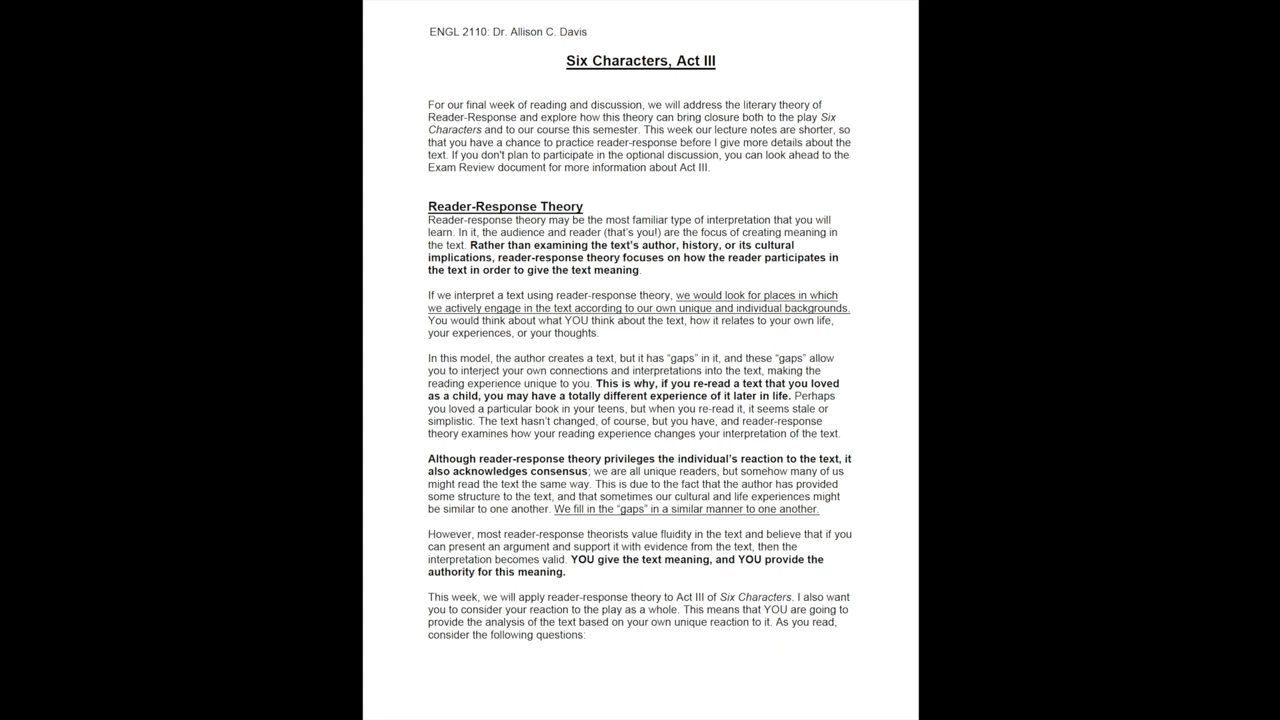 ENGL 2110: Dr. Allison C. Davis
Six Characters, Act III
For our final week of reading and discussion, we will address the literary theory of
Reader-Response and explore how this theory can bring closure both to the play Six
Characters and to our course this semester. This week our lecture notes are shorter, so
that you have a chance to practice reader-response before I give more details about the
text. If you don't plan to participate in the optional discussion, you can look ahead to the
Exam Review document for more information about Act III.
Reader-Response Theory
Reader-response theory may be the most familiar type of interpretation that you will
learn. In it, the audience and reader (that's you!) are the focus of creating meaning in
the text. Rather than examining the text's author, history, or its cultural
implications, reader-response theory focuses on how the reader participates in
the text in order to give the text meaning.
If we interpret a text using reader-response theory, we would look for places in which
we actively engage in the text according to our own unique and individual backgrounds.
You would think about what YOU think about the text, how it relates to your own life,
your experiences, or your thoughts.
In this model, the author creates a text, but it has “gaps” in it, and these “gaps” allow
you to interject your own connections and interpretations into the text, making the
reading experience unique to you. This is why, if you re-read a text that you loved
as a child, you may have a totally different experience of it later in life. Perhaps
you loved a particular book in your teens, but when you re-read it, it seems stale or
simplistic. The text hasn't changed, of course, but you have, and reader-response
theory examines how your reading experience changes your interpretation of the text.
Although reader-response theory privileges the individual's reaction to the text, it
also acknowledges consensus; we are all unique readers, but somehow many of us
might read the text the same way. This is due to the fact that the author has provided
some structure to the text, and that sometimes our cultural and life experiences might
be similar to one another. We fill in the “gaps” in a similar manner to one another.
However, most reader-response theorists value fluidity in the text and believe that if you
can present an argument and support it with evidence from the text, then the
interpretation becomes valid. YOU give the text meaning, and YOU provide the
authority for this meaning.
This week, we will apply reader-response theory to Act III of Six Characters. I also want
you to consider your reaction to the play as a whole. This means that YOU are going to
provide the analysis of the text based on your own unique reaction to it. As you read,
consider the following questions: